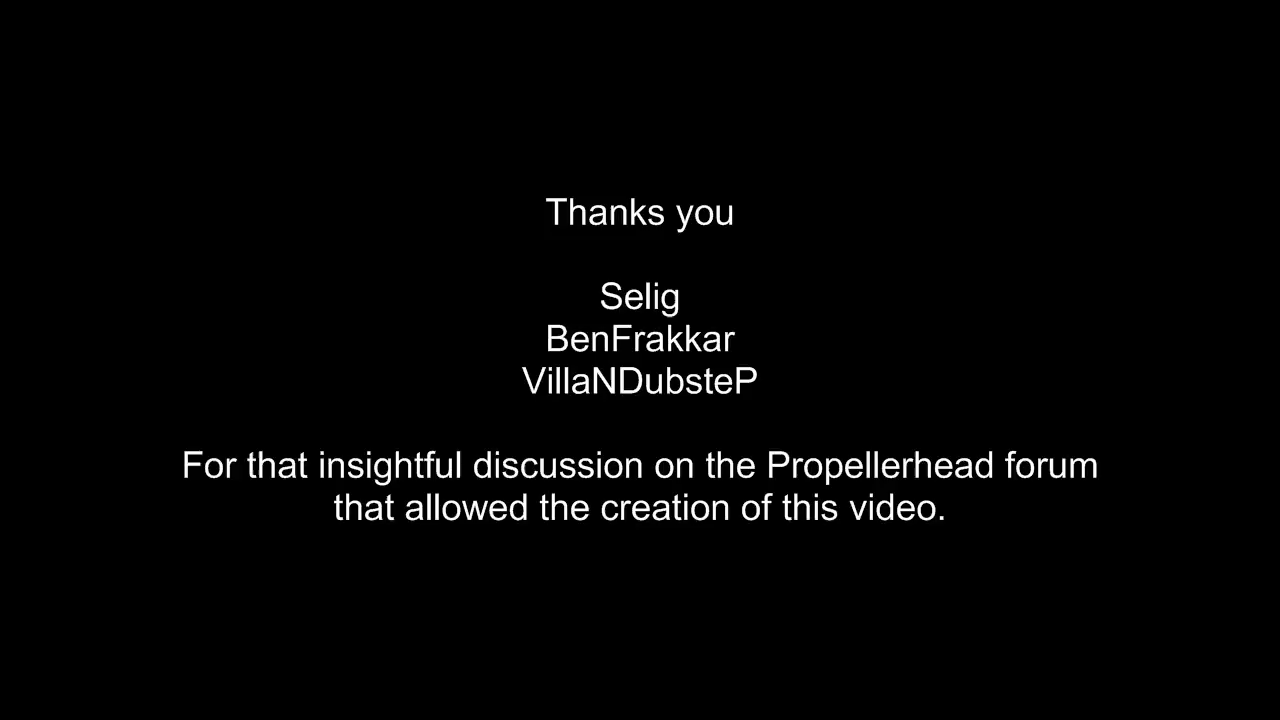 Thanks you
Selig
BenFrakkar
VillaNDubsteP
For that insightful discussion on the Propellerhead forum
that allowed the creation of this video.